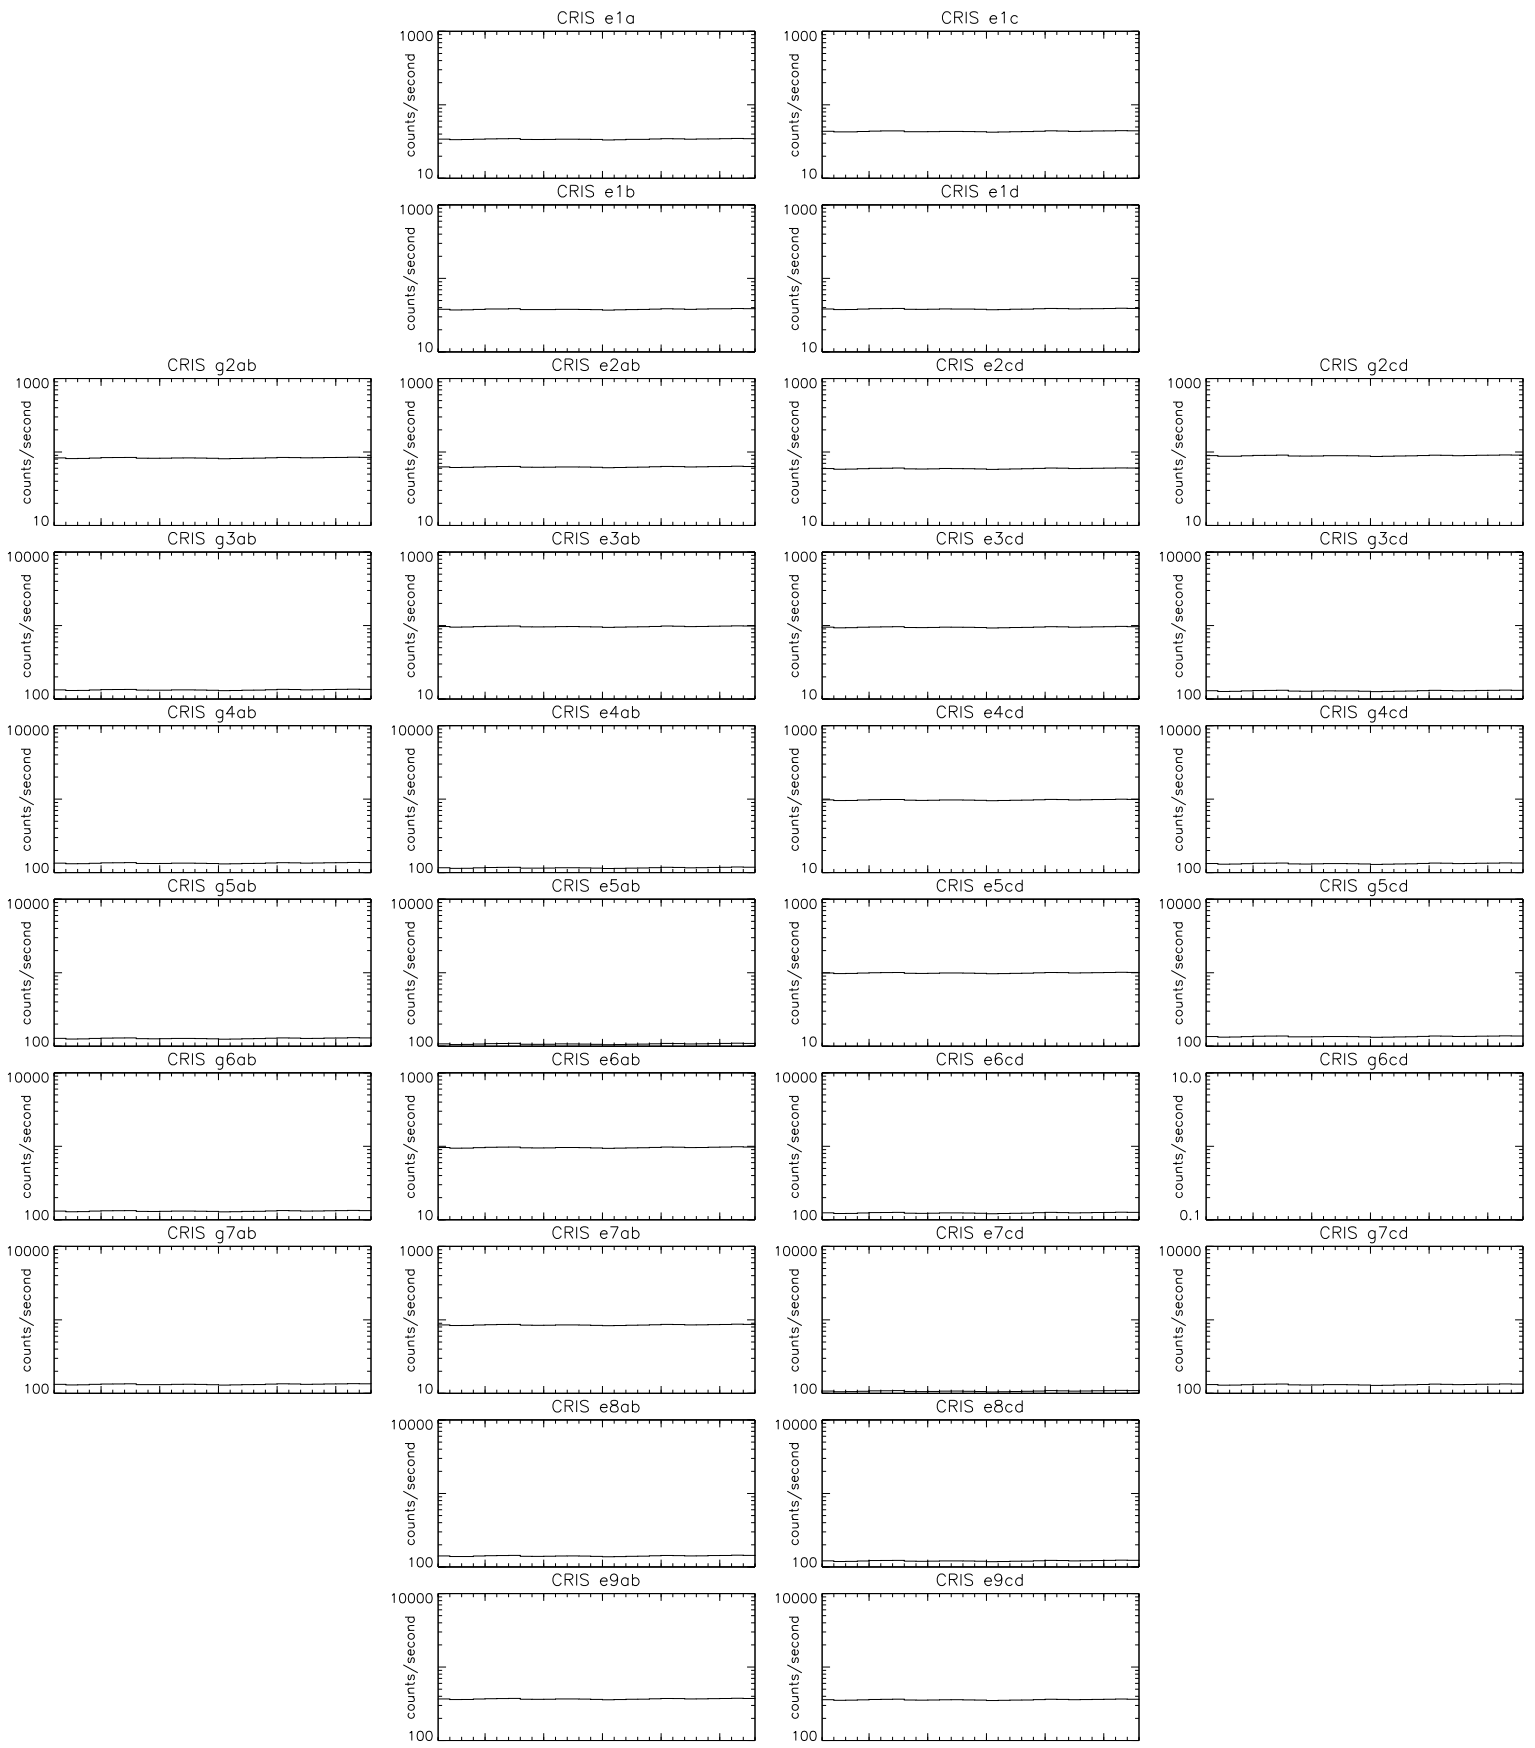 CRIS e1a
CRIS e1c
1000
counts/second
10
1000
counts/second
10
CRIS e1b
CRIS e1d
1000
counts/second
10
1000
counts/second
10
CRIS g2ab
CRIS e2ab
CRIS e2cd
CRIS g2cd
1000
counts/second
10
1000
counts/second
10
1000
counts/second
10
1000
counts/second
10
CRIS g3ab
CRIS e3ab
CRIS e3cd
CRIS g3cd
10000
counts/second
100
1000
counts/second
10
1000
counts/second
10
10000
counts/second
100
CRIS g4ab
CRIS e4ab
CRIS e4cd
CRIS g4cd
10000
counts/second
100
10000
counts/second
100
1000
counts/second
10
10000
counts/second
100
CRIS g5ab
CRIS e5ab
CRIS e5cd
CRIS g5cd
10000
counts/second
100
10000
counts/second
100
1000
counts/second
10
10000
counts/second
100
CRIS g6ab
CRIS e6ab
CRIS e6cd
CRIS g6cd
10000
counts/second
100
1000
counts/second
10
10000
counts/second
100
10.0
counts/second
0.1
CRIS g7ab
CRIS e7ab
CRIS e7cd
CRIS g7cd
10000
counts/second
100
1000
counts/second
10
10000
counts/second
100
10000
counts/second
100
CRIS e8ab
CRIS e8cd
10000
counts/second
100
10000
counts/second
100
CRIS e9ab
CRIS e9cd
10000
counts/second
100
10000
counts/second
100